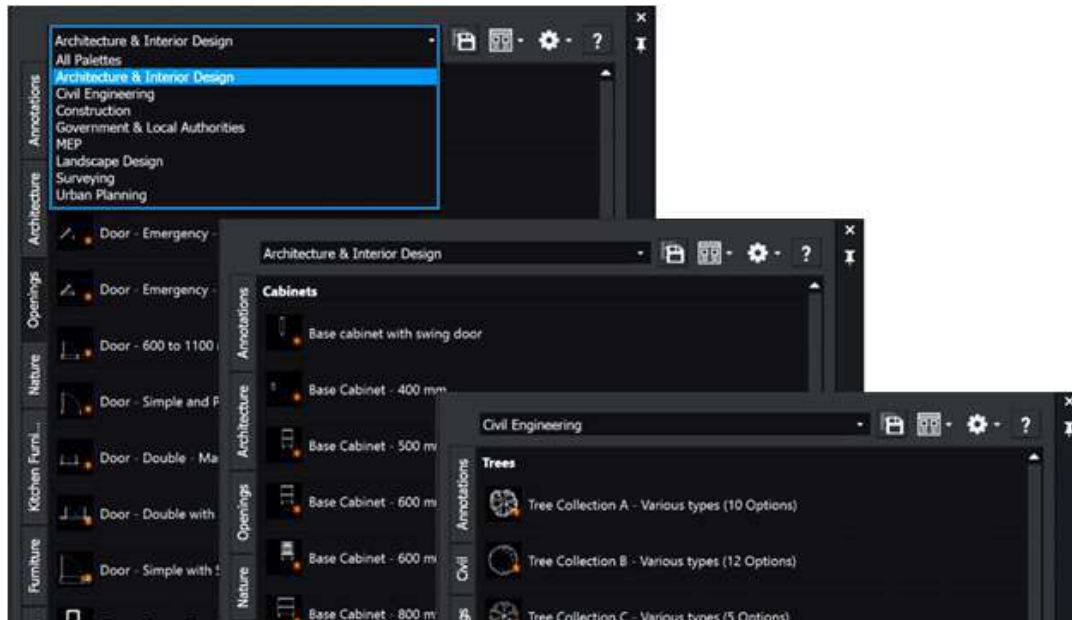 Architecture & Interior Design
All Palettes
Architecture & Interior Design
Civil Engineering
Construction
Government & Local Authorities
MEP
Landscape Design
Surveying
Urban Planning
Annotations
Architecture
Openings
Nature
Kitchen Furni...
Furniture
Door - Emergency -
Door - Emergency -
Door - 600 to 1100
Door - Simple and P
Door - Double - Ma
Door - Double with
Door - Simple with S
?
Architecture & Interior Design
?
Annotations
Architecture
Openings
Nature
Cabinets
Base cabinet with swing door
Base Cabinet - 400 mm
Base Cabinet - 500 m
Base Cabinet - 600 m
Base Cabinet - 600 m
Base Cabinet - 800 m
Civil Engineering
?
Annotations
Civil
Trees
Tree Collection A - Various types (10 Options)
Tree Collection B - Various types (12 Options)
Tree Collection C - Various types (5 Options)